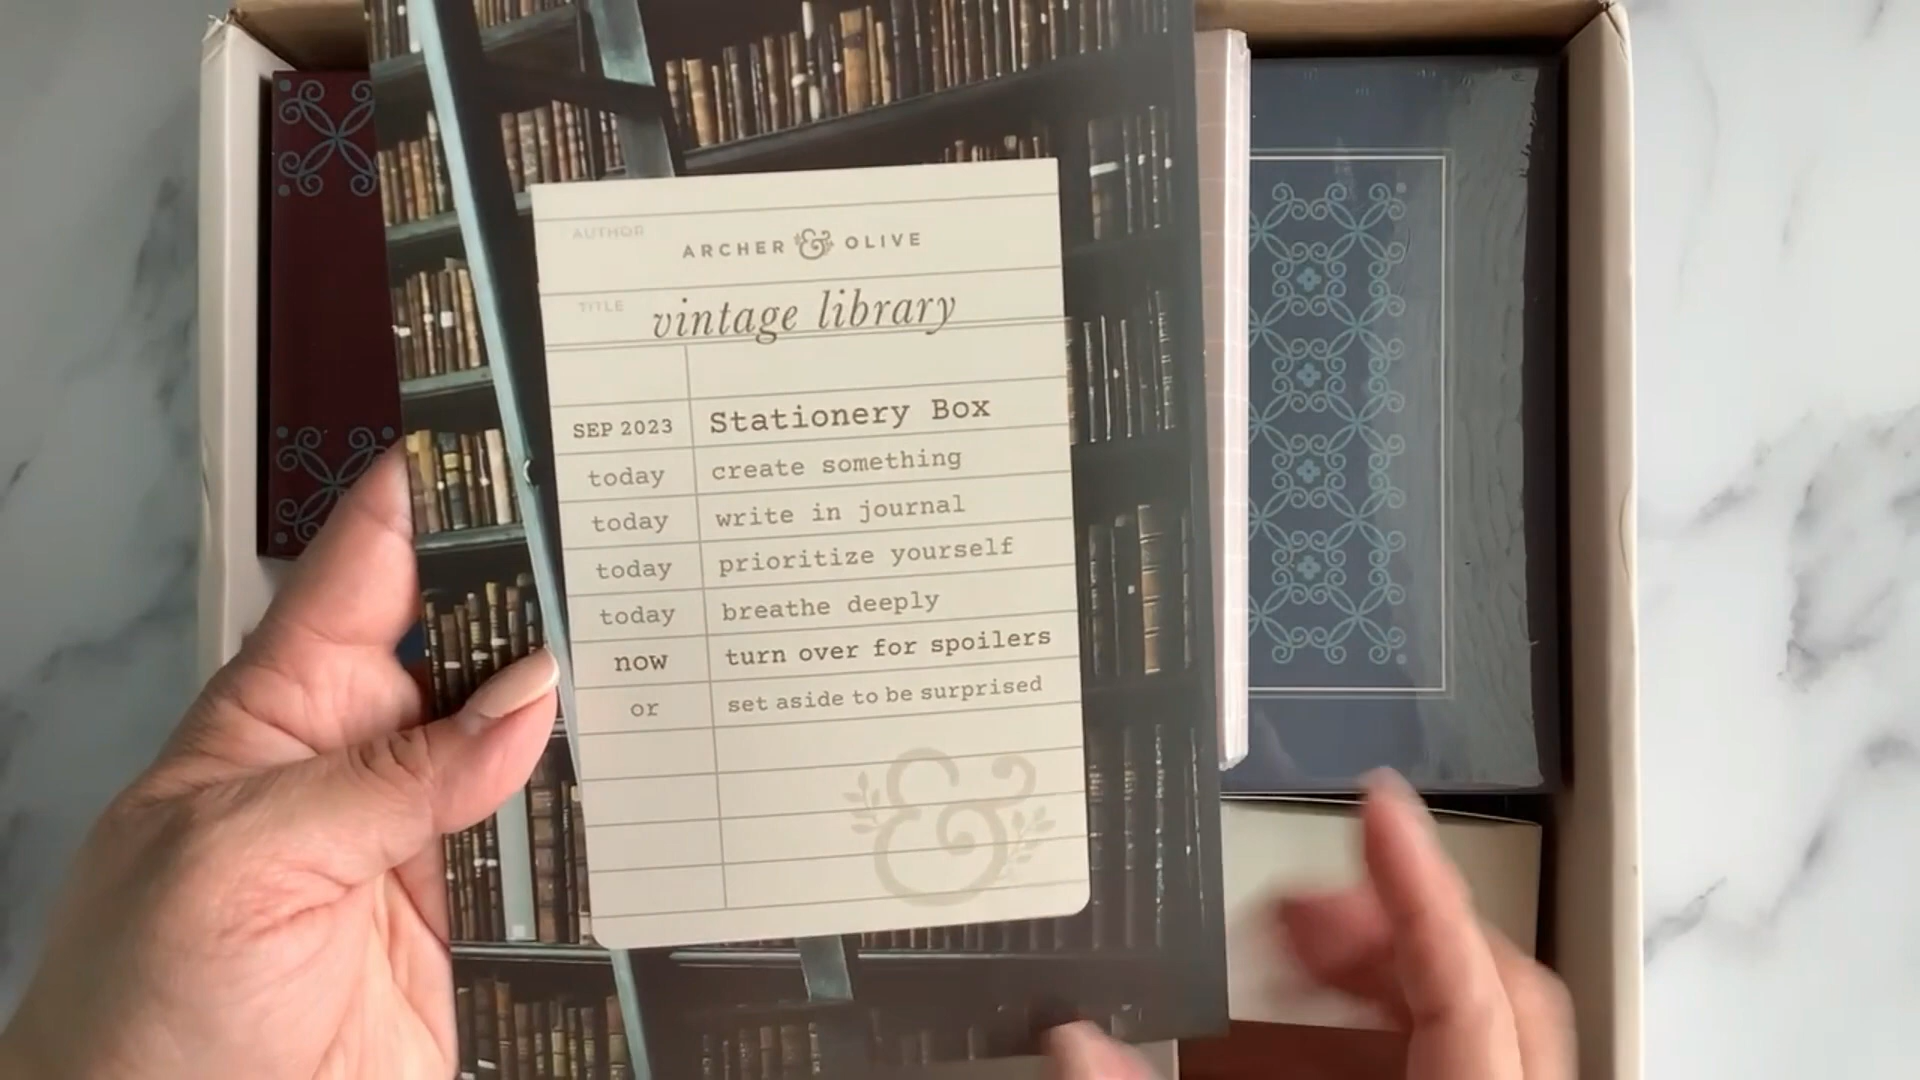 AUTHOR
ARCHER & OLIVE
TITLE
vintage library
SEP 2023 Stationery Box
today create something
today write in journal
today prioritize yourself
today breathe deeply
now turn over for spoilers
or set aside to be surprised
&